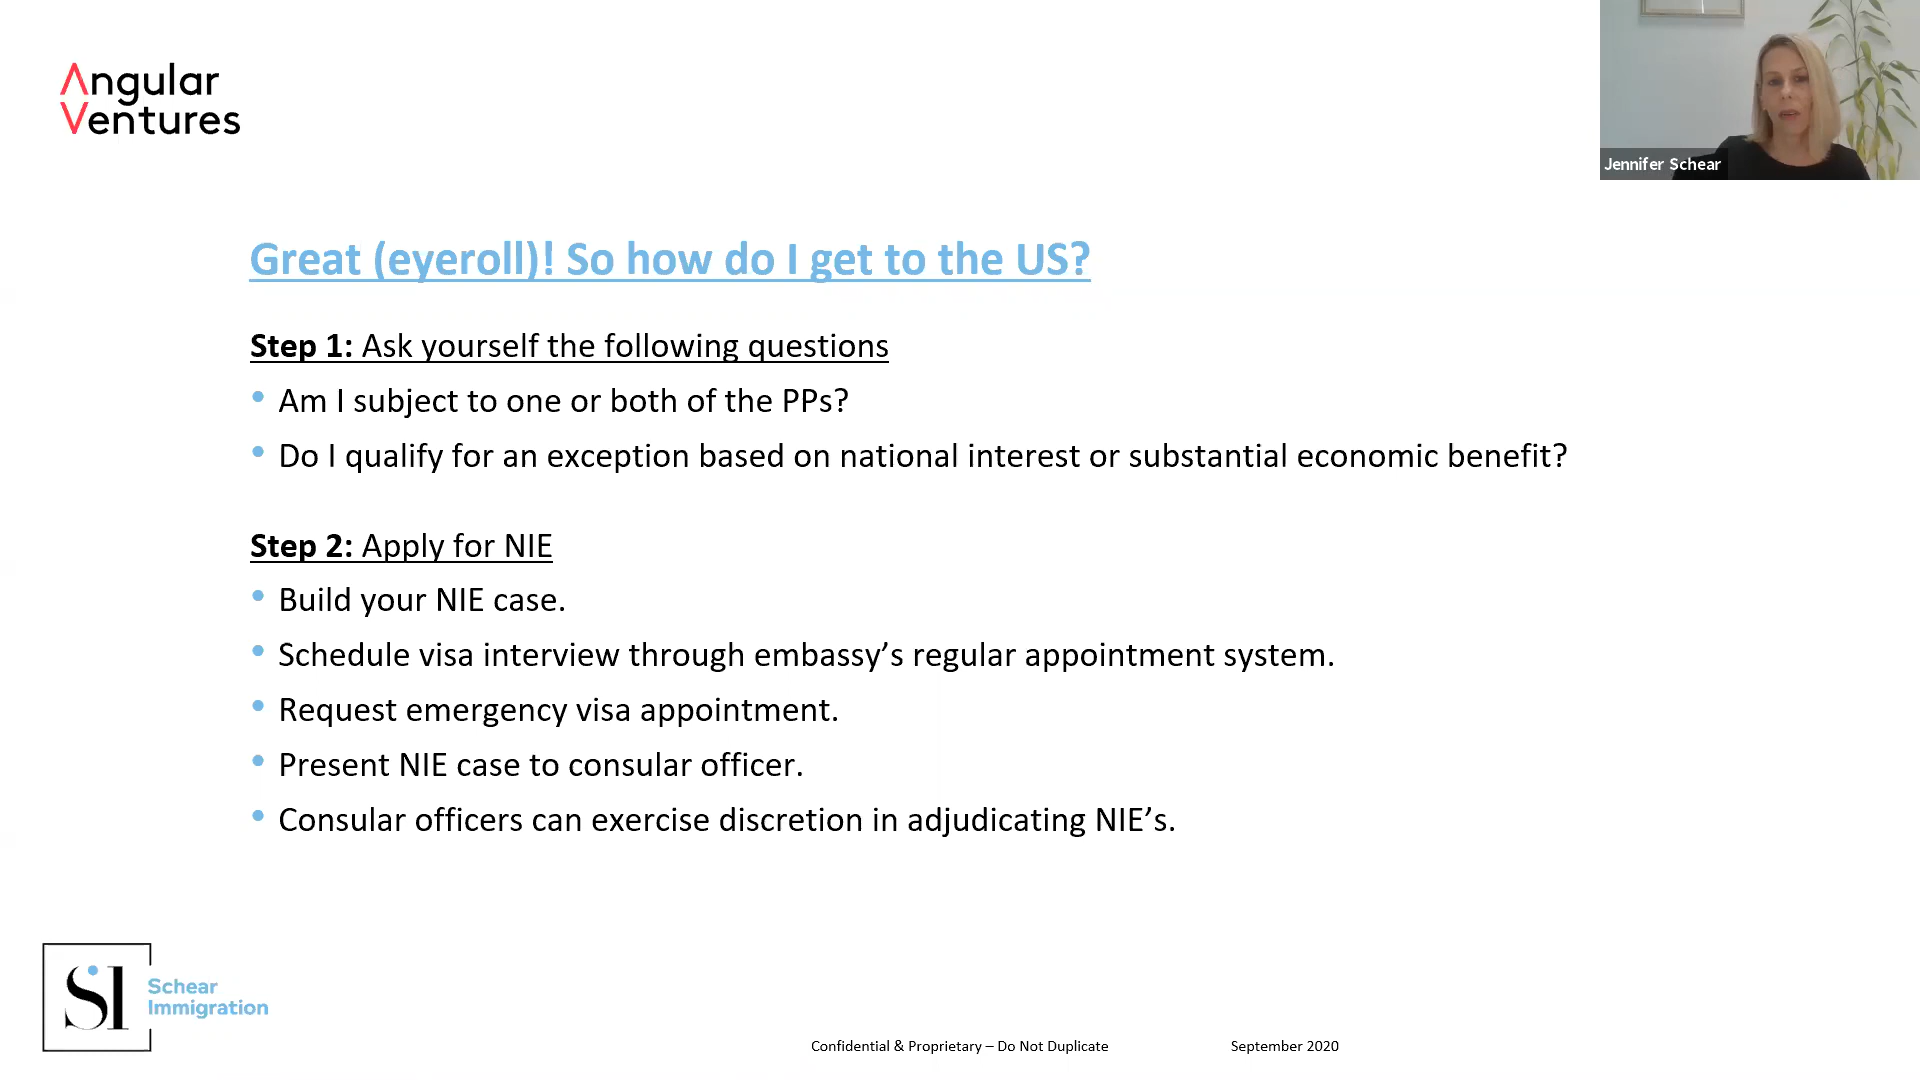 Angular
Ventures
Jennifer Schear
Great (eyeroll)! So how do I get to the US?
Step 1: Ask yourself the following questions
• Am I subject to one or both of the PPs?
• Do I qualify for an exception based on national interest or substantial economic benefit?
Step 2: Apply for NIE
• Build your NIE case.
• Schedule visa interview through embassy’s regular appointment system.
• Request emergency visa appointment.
• Present NIE case to consular officer.
• Consular officers can exercise discretion in adjudicating NIE’s.
SI
Schear
Immigration
Confidential & Proprietary – Do Not Duplicate
September 2020